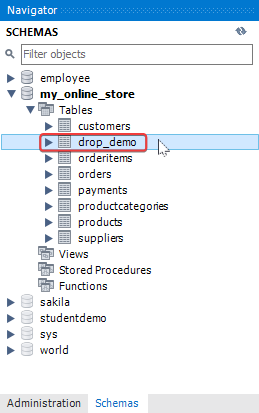 Navigator
SCHEMAS
Filter objects
employee
my_online_store
Tables
customers
drop_demo
orderitems
orders
payments
productcategories
products
suppliers
Views
Stored Procedures
Functions
sakila
studentdemo
sys
world
Administration Schemas